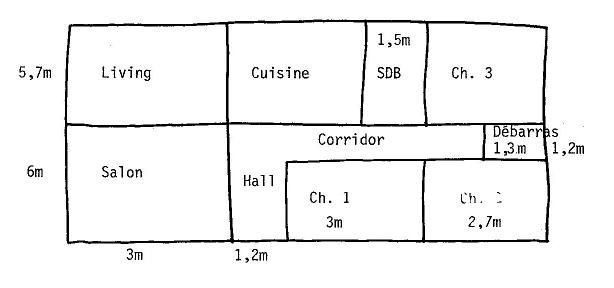 1,5m
5,7m
Living
Cuisine
SDB
Ch. 3
Corridor
Débarras
1,3m
1,2m
6m
Salon
Hall
Ch. 1
3m
Ch.
2,7m
3m
1,2m